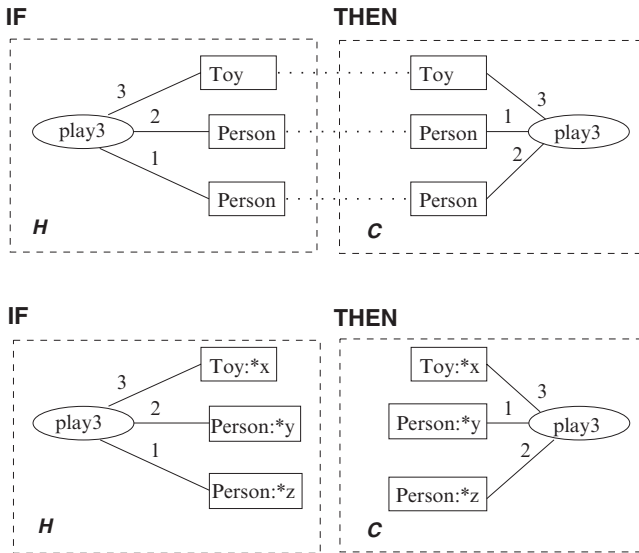 IF THEN
Toy Toy
3 3
2 1
play3 Person Person play3
1 2
Person Person
H C
IF THEN
Toy:*x Toy:*x
3 3
2 1
play3 Person:*y Person:*y play3
1 2
Person:*z Person:*z
H C